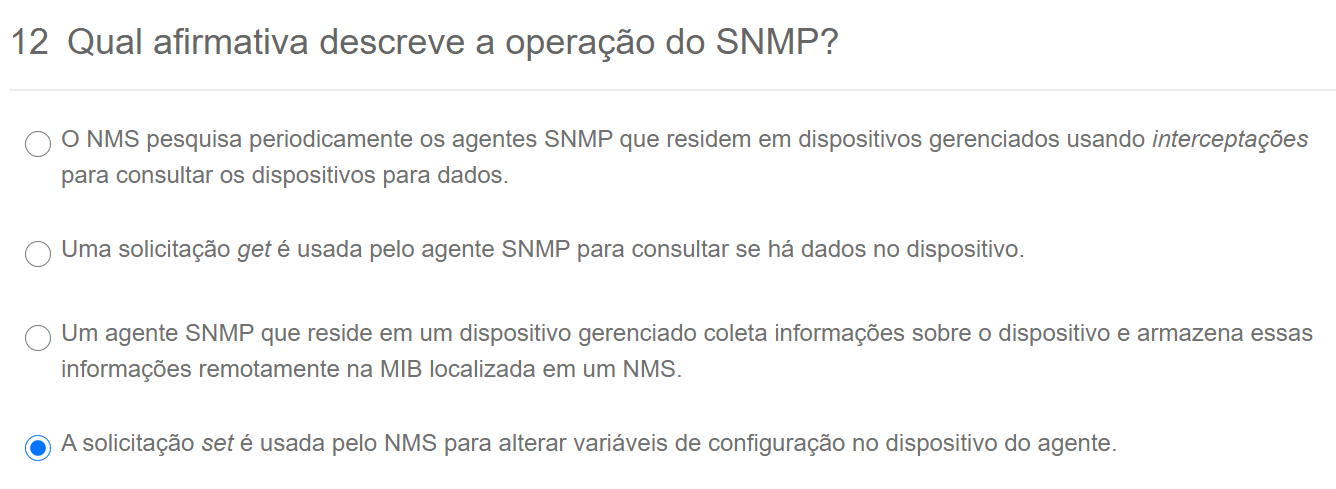 12 Qual afirmativa descreve a operação do SNMP?
O NMS pesquisa periodicamente os agentes SNMP que residem em dispositivos gerenciados usando interceptações
para consultar os dispositivos para dados.
Uma solicitação get é usada pelo agente SNMP para consultar se há dados no dispositivo.
Um agente SNMP que reside em um dispositivo gerenciado coleta informações sobre o dispositivo e armazena essas
informações remotamente na MIB localizada em um NMS.
A solicitação set é usada pelo NMS para alterar variáveis de configuração no dispositivo do agente.